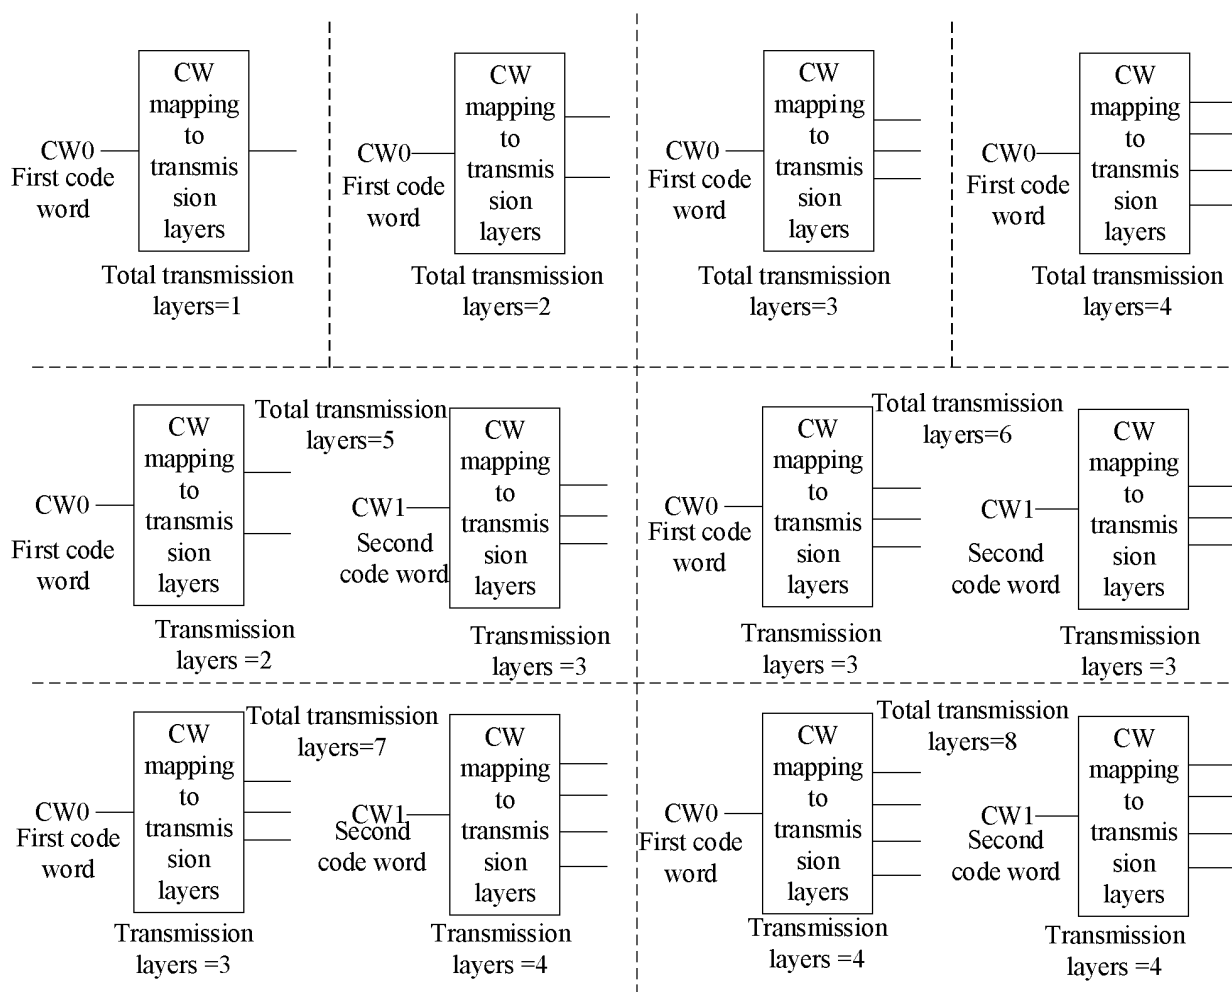 CW
mapping
to
transmis
sion
layers
CW0
First code
word
Total transmission
layers=1
CW
mapping
to
transmis
sion
layers
CW0
First code
word
Total transmission
layers=2
CW
mapping
to
transmis
sion
layers
CW0
First code
word
Total transmission
layers=3
CW
mapping
to
transmis
sion
layers
CW0
First code
word
Total transmission
layers=4
Total transmission
layers=5
CW
mapping
to
transmis
sion
layers
CW0
First code
word
Transmission
layers =2
CW
mapping
to
transmis
sion
layers
CW1
Second
code word
Transmission
layers =3
Total transmission
layers=6
CW
mapping
to
transmis
sion
layers
CW0
First code
word
Transmission
layers =3
CW
mapping
to
transmis
sion
layers
CW1
Second
code word
Transmission
layers =3
Total transmission
layers=7
CW
mapping
to
transmis
sion
layers
CW0
First code
word
Transmission
layers =3
CW
mapping
to
transmis
sion
layers
CW1
Second
code word
Transmission
layers =4
Total transmission
layers=8
CW
mapping
to
transmis
sion
layers
CW0
First code
word
Transmission
layers =4
CW
mapping
to
transmis
sion
layers
CW1
Second
code word
Transmission
layers =4